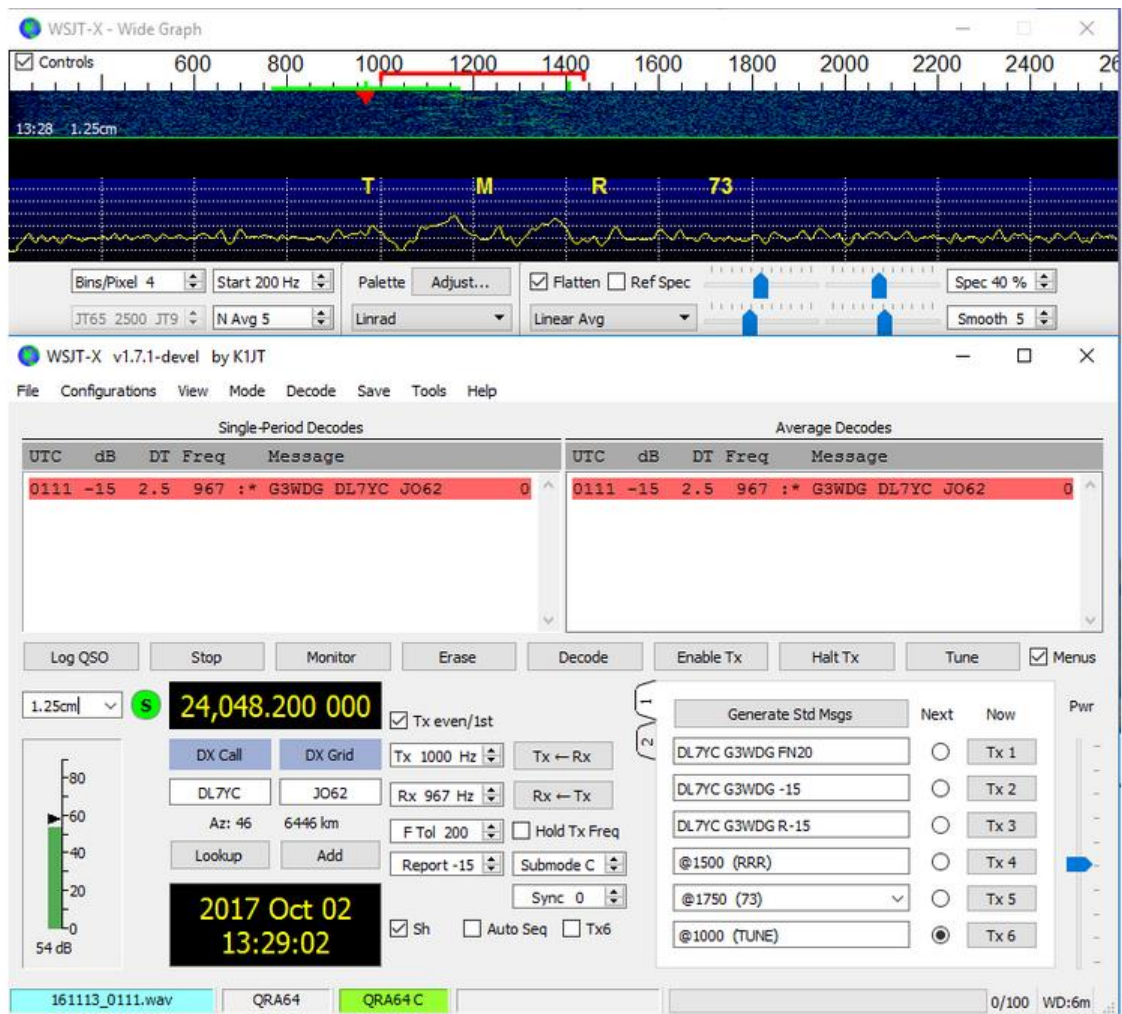 WSJT-X - Wide Graph
Controls 600 800 1000 1200 1400 1600 1800 2000 2200 2400 26
13:28 1.25cm
T M R 73
Bins/Pixel 4 Start 200 Hz Palette Adjust... Flatten Ref Spec Spec 40 %
JT65 2500 JT9 N Avg 5 Linrad Linear Avg Smooth 5
WSJT-X v1.7.1-devel by K1JT
File Configurations View Mode Decode Save Tools Help
Single-Period Decodes Average Decodes
UTC dB DT Freq Message UTC dB DT Freq Message
0111 -15 2.5 967 :* G3WDG DL7YC JO62 0 0111 -15 2.5 967 :* G3WDG DL7YC JO62 0
Log QSO Stop Monitor Erase Decode Enable Tx Halt Tx Tune Menus
1.25cm S 24,048.200 000 Tx even/1st 1 Generate Std Msgs Next Now Pwr
DX Call DX Grid Tx 1000 Hz Tx ← Rx 2 DL7YC G3WDG FN20 Tx 1
-80 DL7YC JO62 Rx 967 Hz Rx ← Tx DL7YC G3WDG -15 Tx 2
-60 Az: 46 6446 km F Tol 200 Hold Tx Freq DL7YC G3WDG R-15 Tx 3
-40 Lookup Add Report -15 Submode C @1500 (RRR) Tx 4
-20 2017 Oct 02 Sync 0 @1750 (73) Tx 5
-0 13:29:02 Sh Auto Seq Tx6 @1000 (TUNE) Tx 6
54 dB
161113_0111.wav QRA64 QRA64 C 0/100 WD:6m